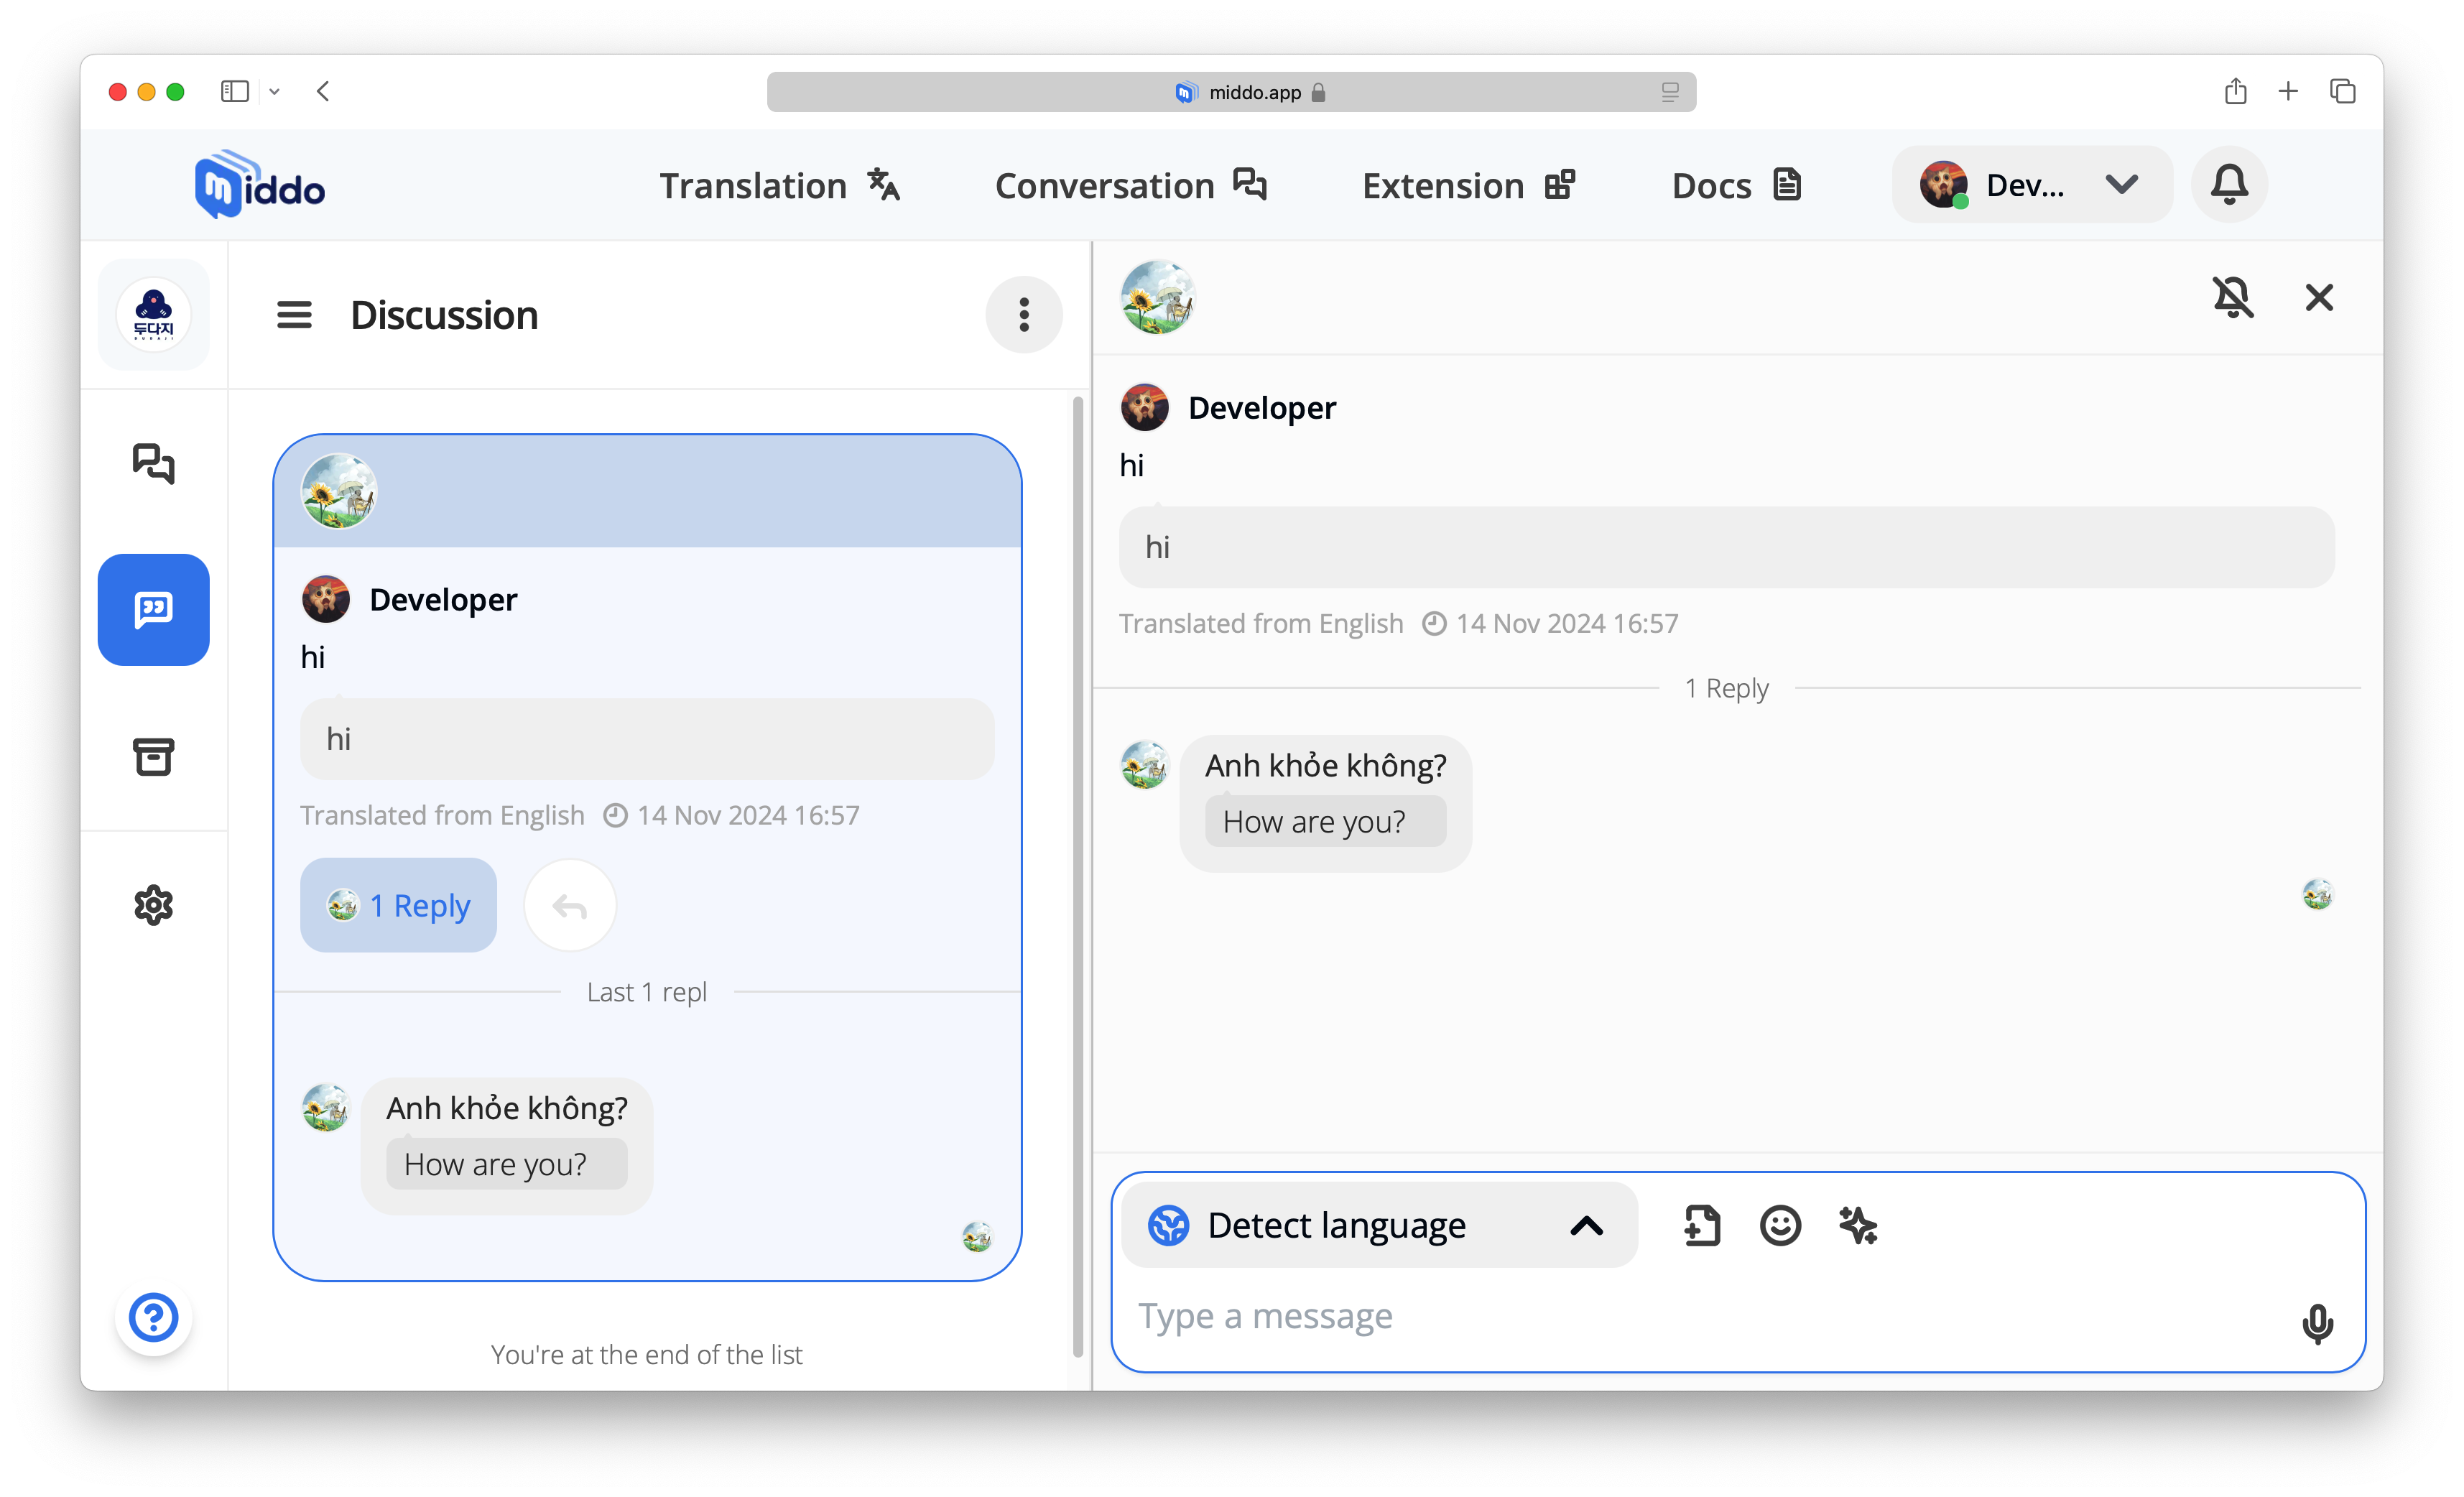 middo.app
middo
Translation
Conversation
Extension
Docs
Dev...
두다지
DUDAJI
Discussion
Developer
hi
hi
Translated from English 14 Nov 2024 16:57
1 Reply
Last 1 repl
Anh khỏe không?
How are you?
You're at the end of the list
Developer
hi
hi
Translated from English 14 Nov 2024 16:57
1 Reply
Anh khỏe không?
How are you?
Detect language
Type a message